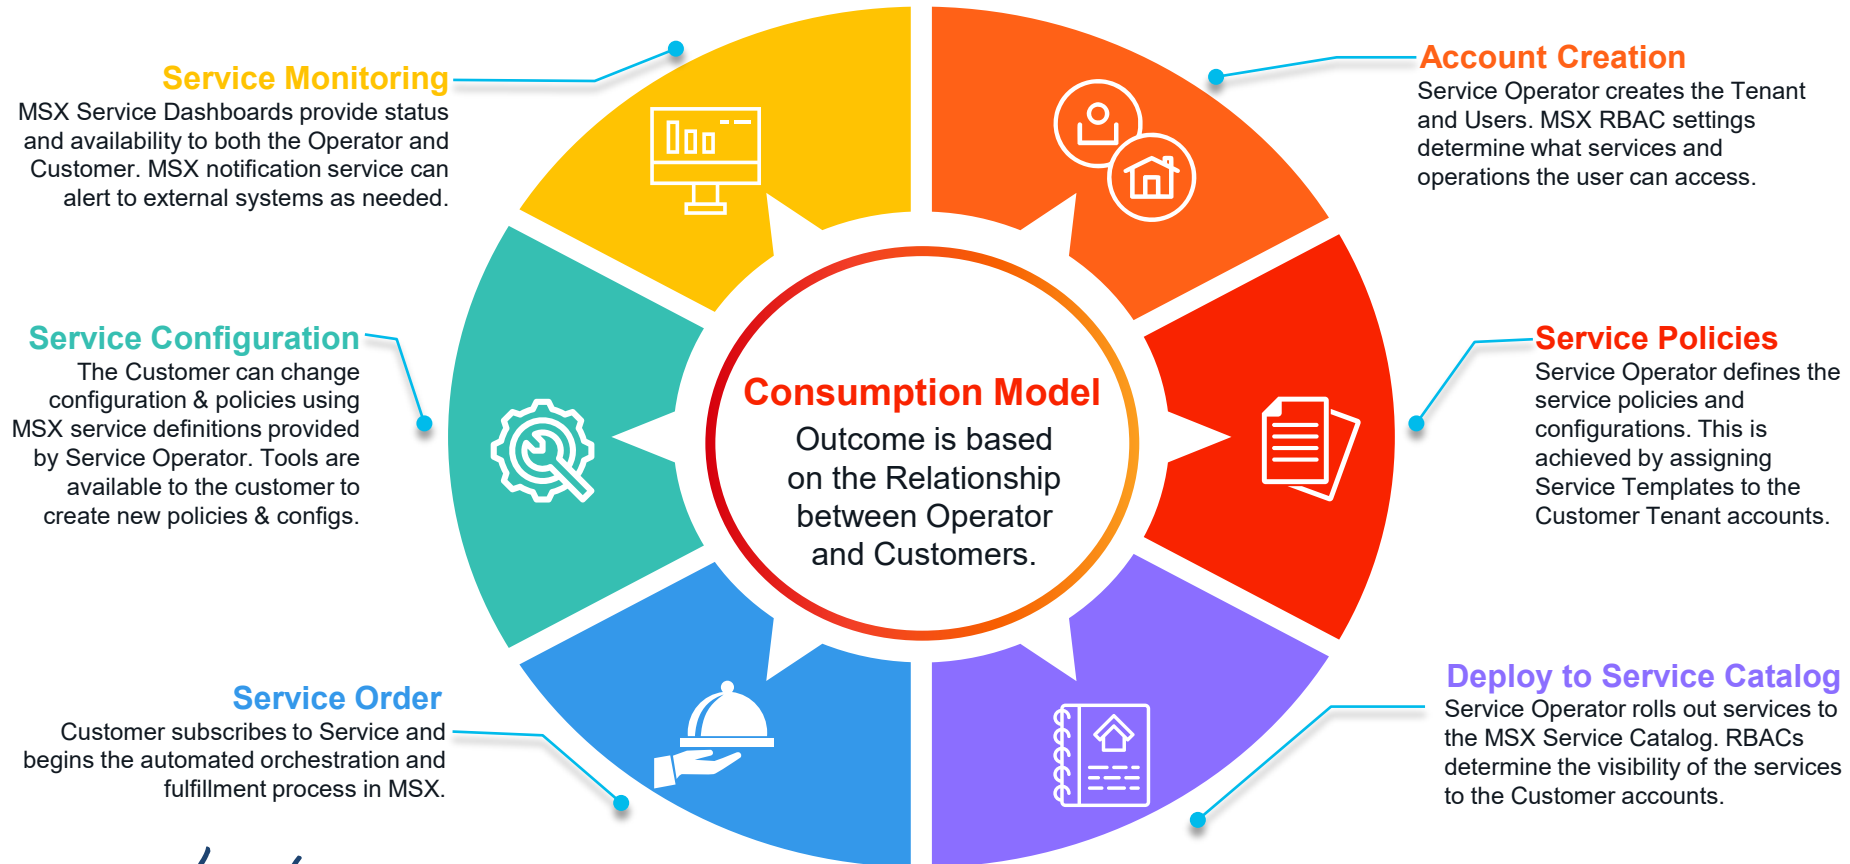 Service Monitoring
MSX Service Dashboards provide status
and availability to both the Operator and
Customer. MSX notification service can
alert to external systems as needed.
Account Creation
Service Operator creates the Tenant
and Users. MSX RBAC settings
determine what services and
operations the user can access.
Service Configuration
The Customer can change
configuration & policies using
MSX service definitions provided
by Service Operator. Tools are
available to the customer to
create new policies & configs.
Consumption Model
Outcome is based
on the Relationship
between Operator
and Customers.
Service Policies
Service Operator defines the
service policies and
configurations. This is
achieved by assigning
Service Templates to the
Customer Tenant accounts.
Service Order
Customer subscribes to Service and
begins the automated orchestration and
fulfillment process in MSX.
Deploy to Service Catalog
Service Operator rolls out services to
the MSX Service Catalog. RBACs
determine the visibility of the services
to the Customer accounts.